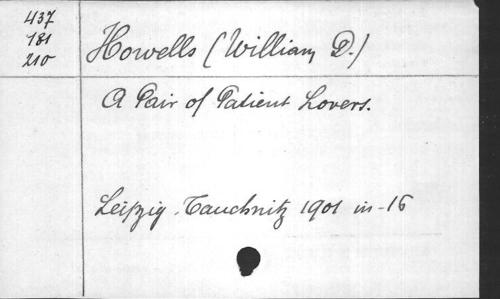 437
181
210
Howells (William D.)
A Pair of Patient Lovers.
Leipzig. Tauchnitz 1901 in-16